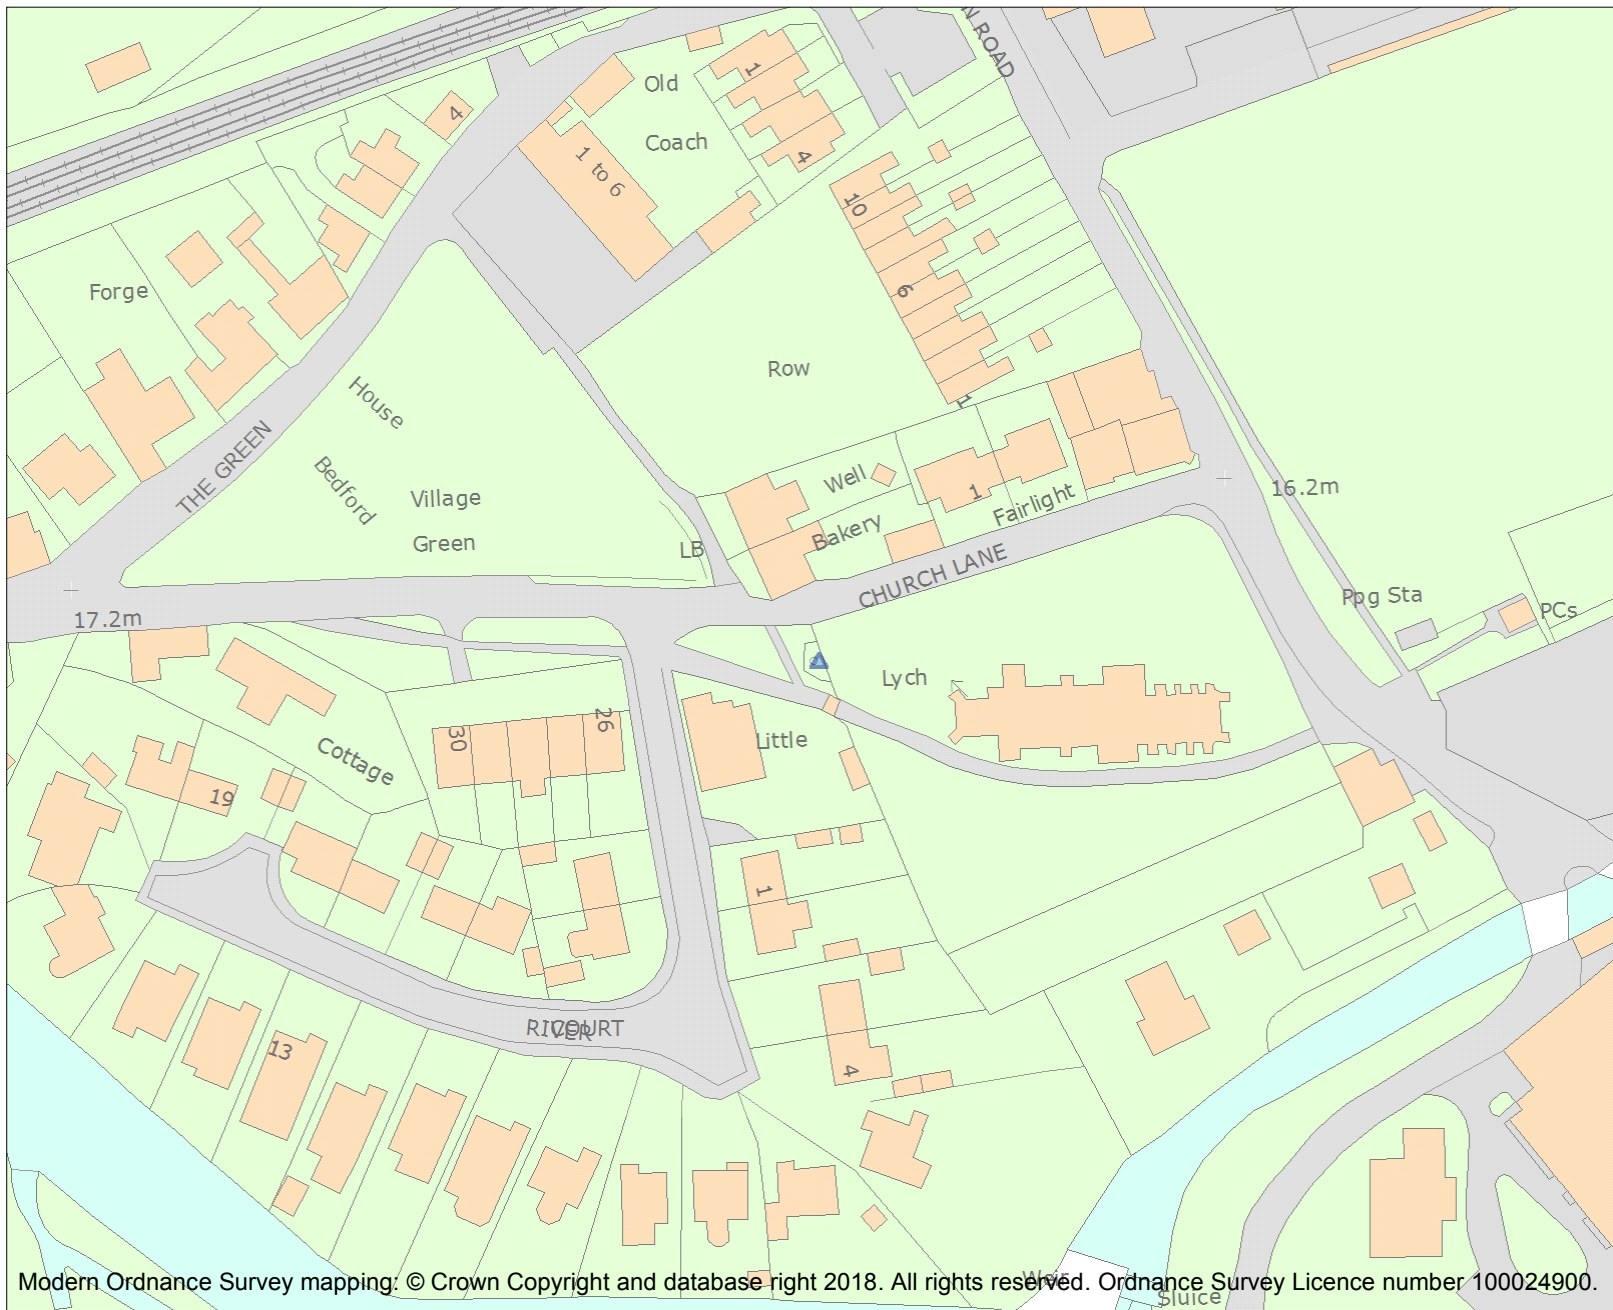 N ROAD
Old
1
4
Coach
1 to 6
4
10
Forge
6
Row
House
1
THE GREEN
Bedford
Village
Green
Well
1
Fairlight
16.2m
Bakery
LB
CHURCH LANE
Ppg Sta
PCs
17.2m
Lych
26
30
Little
Cottage
19
1
RIVER
COURT
13
4
Weir
Sluice
Modern Ordnance Survey mapping: © Crown Copyright and database right 2018. All rights reserved. Ordnance Survey Licence number 100024900.